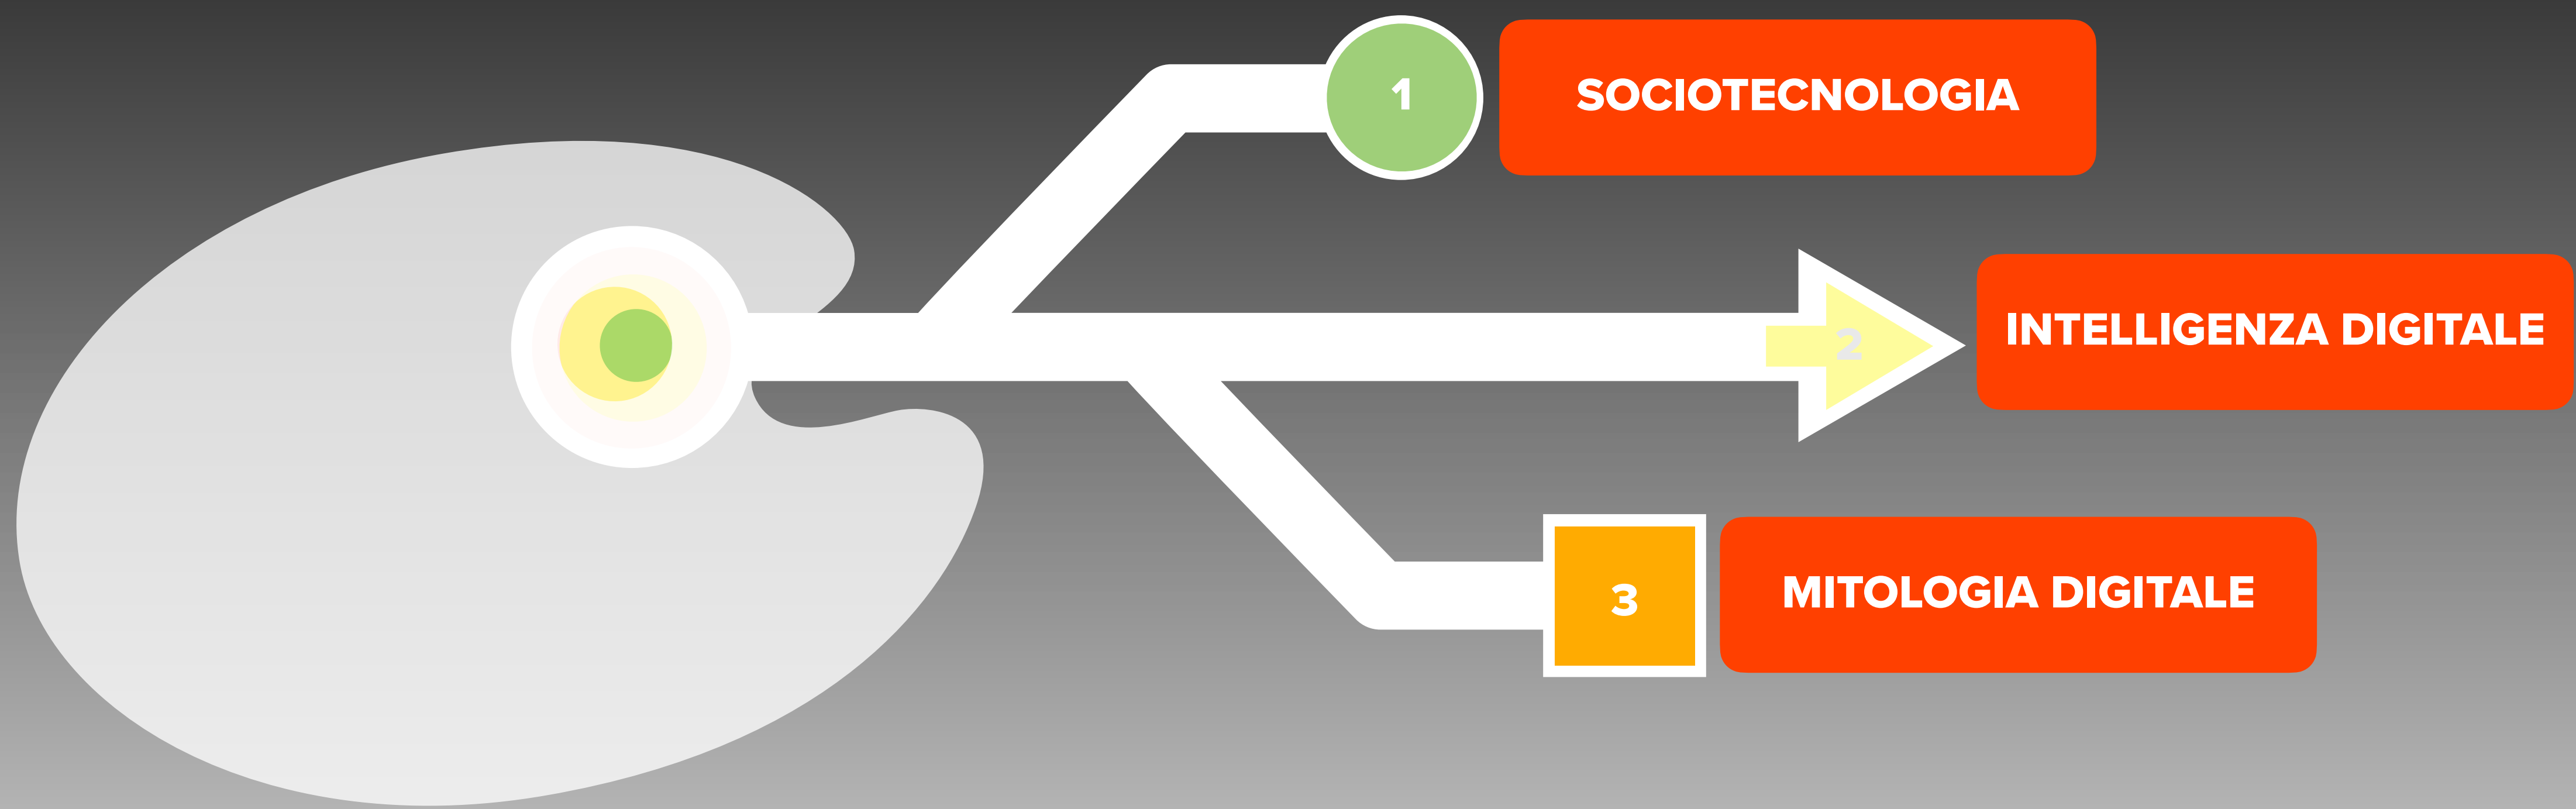 1
SOCIOTECNOLOGIA
2
INTELLIGENZA DIGITALE
3
MITOLOGIA DIGITALE